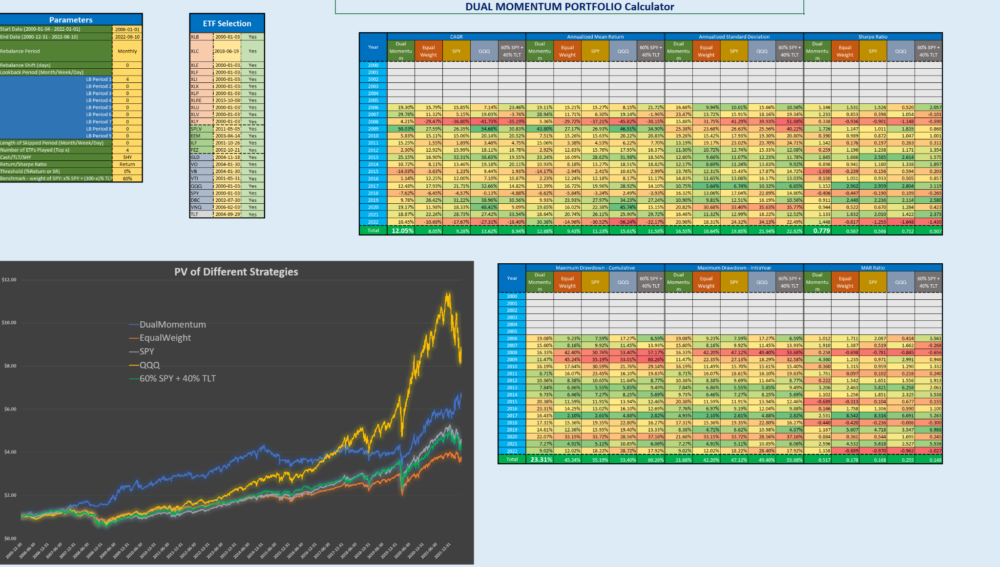 DUAL MOMENTUM PORTFOLIO Calculator
Parameters
Start Date (2000-01-04 - 2022-01-01) 2006-01-01
End Date (2000-12-31 - 2022-06-10) 2022-06-10
Rebalance Period Monthly
Rebalance Shift (days) 0
Lookback Period (Month/Week/Day)
LB Period 1 4
LB Period 2 0
LB Period 3 0
LB Period 4 0
LB Period 5 0
LB Period 6 0
LB Period 7 0
LB Period 8 0
LB Period 9 0
Length of Skipped Period (Month/Week/Day) 0
Number of ETFs Played (Top x) 4
Cash/TLT/SHY SHY
Return/Sharpe Ratio Return
Threshold (%Return or SR) 0%
Benchmark - weight of SPY: x% SPY + (100-x)% TLT 60%
ETF Selection
XLB 2000-01-03 Yes
XLC 2018-06-19 Yes
XLE 2000-01-03 Yes
XLF 2000-01-03 Yes
XLI 2000-01-03 Yes
XLK 2000-01-03 Yes
XLP 2000-01-03 Yes
XLRE 2015-10-08 Yes
XLU 2000-01-03 Yes
XLV 2000-01-03 Yes
XLY 2000-01-03 Yes
SPLV 2011-05-05 Yes
EEM 2003-04-14 Yes
ILF 2001-10-26 Yes
FEZ 2002-10-21 Yes
GLD 2004-11-18 Yes
VO 2004-01-30 Yes
VB 2004-01-30 Yes
VTI 2001-05-31 Yes
QQQ 2000-01-03 Yes
SPY 2000-01-03 Yes
DBC 2002-07-30 Yes
VNQ 2006-02-03 Yes
TLT 2004-09-29 Yes
Year CAGR Annualized Mean Return Annualized Standard Deviation Sharpe Ratio
Dual Momentum Equal Weight SPY QQQ 60% SPY + 40% TLT Dual Momentum Equal Weight SPY QQQ 60% SPY + 40% TLT Dual Momentum Equal Weight SPY QQQ 60% SPY + 40% TLT Dual Momentum Equal Weight SPY QQQ 60% SPY + 40% TLT
2000
2001
2002
2003
2004
2005
2006 19.30% 15.79% 15.85% 7.14% 23.46% 19.11% 15.21% 15.27% 8.15% 21.72% 16.68% 9.94% 10.01% 15.66% 10.56% 1.146 1.531 1.526 0.520 2.057
2007 29.78% 11.32% 5.15% 19.03% -3.74% 28.94% 11.71% 6.30% 19.14% -1.96% 23.47% 13.72% 15.91% 18.16% 19.34% 1.233 0.853 0.396 1.054 -0.101
2008 4.21% -29.47% -36.80% -41.73% -35.19% 5.36% -29.72% -37.21% -45.82% -30.15% 15.88% 31.75% 41.29% 39.93% 51.08% 0.338 -0.936 -0.901 -1.148 -0.590
2009 50.03% 27.59% 26.35% 54.68% 30.83% 43.80% 27.17% 26.93% 46.91% 34.90% 25.38% 23.68% 26.63% 25.56% 40.22% 1.726 1.147 1.011 1.835 0.868
2010 5.83% 15.11% 15.06% 20.14% 20.52% 7.51% 15.26% 15.63% 20.22% 20.83% 19.26% 15.42% 17.93% 19.30% 20.80% 0.390 0.989 0.872 1.047 1.001
2011 15.25% 1.55% 1.89% 3.48% 4.75% 15.06% 3.38% 4.53% 6.22% 7.70% 13.19% 19.17% 23.02% 23.70% 24.71% 1.142 0.176 0.197 0.263 0.311
2012 2.30% 12.92% 15.99% 18.11% 16.78% 2.92% 12.83% 15.76% 17.95% 16.37% 11.30% 10.72% 12.74% 15.33% 12.08% 0.259 1.196 1.238 1.171 1.354
2013 25.15% 16.90% 32.31% 36.63% 19.55% 23.24% 16.09% 28.62% 31.98% 18.56% 12.60% 9.66% 11.07% 12.23% 11.78% 1.845 1.666 2.585 2.614 1.575
2014 10.72% 8.11% 13.46% 19.18% 20.11% 10.93% 8.18% 13.27% 18.51% 18.82% 12.17% 8.69% 11.24% 13.83% 9.92% 0.898 0.941 1.180 1.338 1.897
2015 -14.03% -3.63% 1.23% 9.44% 1.93% -14.17% -2.94% 2.41% 10.61% 2.99% 13.76% 12.31% 15.43% 17.87% 14.72% -1.030 -0.239 0.156 0.594 0.203
2016 1.14% 12.25% 12.00% 7.10% 10.87% 2.23% 12.24% 12.18% 8.17% 11.17% 14.83% 11.65% 13.06% 16.17% 13.03% 0.150 1.051 0.933 0.505 0.857
2017 12.48% 17.93% 21.71% 32.66% 14.82% 12.39% 16.72% 19.96% 28.92% 14.10% 10.75% 5.64% 6.74% 10.32% 6.65% 1.152 2.962 2.959 2.804 2.119
2018 -7.62% -6.45% -4.57% -0.13% -4.88% -6.62% -5.84% -3.24% 2.49% -3.93% 16.32% 13.06% 17.04% 22.89% 14.80% -0.406 -0.447 -0.190 0.109 -0.265
2019 9.78% 26.42% 31.22% 38.96% 30.56% 9.93% 23.93% 27.97% 34.23% 27.24% 10.90% 9.81% 12.51% 16.19% 10.56% 0.911 2.440 2.236 2.114 2.580
2020 19.17% 11.98% 18.33% 48.41% 9.09% 19.65% 16.02% 22.38% 45.74% 15.15% 20.82% 30.68% 33.40% 35.63% 35.77% 0.944 0.522 0.670 1.284 0.423
2021 18.87% 22.26% 28.73% 27.42% 33.54% 18.64% 20.74% 26.11% 25.90% 29.72% 16.46% 11.32% 12.99% 18.22% 12.52% 1.133 1.832 2.010 1.422 2.373
2022 10.45% -10.68% -17.67% -27.31% -18.40% 30.38% -14.96% -30.52% -56.24% -32.17% 20.98% 18.31% 24.32% 34.13% 22.49% 1.448 -0.817 -1.255 -1.648 -1.430
Total 12.05% 8.05% 9.28% 13.62% 8.94% 12.88% 9.43% 11.23% 15.61% 11.58% 16.55% 16.64% 19.85% 21.94% 22.82% 0.779 0.567 0.566 0.712 0.507
PV of Different Strategies
$12.00
$10.00
$8.00
$6.00
$4.00
$2.00
$0.00
DualMomentum
EqualWeight
SPY
QQQ
60% SPY + 40% TLT
2005-12-30 2006-06-30 2006-12-31 2007-06-30 2007-12-31 2008-06-30 2008-12-31 2009-06-30 2009-12-31 2010-06-30 2010-12-31 2011-06-30 2011-12-31 2012-06-30 2012-12-31 2013-06-30 2013-12-31 2014-06-30 2014-12-31 2015-06-30 2015-12-31 2016-06-30 2016-12-31 2017-06-30 2017-12-31 2018-06-30 2018-12-31 2019-06-30 2019-12-31 2020-06-30 2020-12-31 2021-06-30 2021-12-31
Year Maximum Drawdown - Cumulative Maximum Drawdown - IntraYear MAR Ratio
Dual Momentum Equal Weight SPY QQQ 60% SPY + 40% TLT Dual Momentum Equal Weight SPY QQQ 60% SPY + 40% TLT Dual Momentum Equal Weight SPY QQQ 60% SPY + 40% TLT
2000
2001
2002
2003
2004
2005
2006 19.08% 9.23% 7.59% 17.27% 6.59% 19.08% 9.23% 7.59% 17.27% 6.59% 1.012 1.711 2.087 0.414 3.561
2007 15.60% 8.16% 9.92% 11.45% 13.93% 15.60% 8.16% 9.92% 11.45% 13.93% 1.910 1.387 0.519 1.662 -0.268
2008 16.33% 42.40% 50.76% 53.40% 57.17% 16.33% 42.20% 47.12% 49.40% 53.68% 0.258 -0.698 -0.781 -0.845 -0.656
2009 11.47% 45.24% 55.19% 53.01% 60.26% 11.47% 22.35% 27.13% 18.29% 32.58% 4.360 1.235 0.971 2.991 0.946
2010 16.19% 17.64% 30.59% 21.76% 29.14% 16.19% 11.49% 15.70% 15.61% 15.40% 0.360 1.315 0.959 1.290 1.332
2011 8.71% 16.07% 23.45% 16.10% 19.83% 8.71% 16.07% 18.61% 16.10% 19.83% 1.751 0.097 0.102 0.216 0.240
2012 10.36% 8.38% 10.65% 11.64% 8.77% 10.36% 8.38% 9.69% 11.64% 8.77% 0.222 1.542 1.651 1.556 1.913
2013 7.84% 6.86% 5.55% 5.85% 9.49% 7.84% 6.86% 5.55% 5.85% 9.49% 3.206 2.463 5.821 6.258 2.061
2014 9.73% 6.46% 7.27% 8.25% 5.69% 9.73% 6.46% 7.27% 8.25% 5.69% 1.102 1.256 1.851 2.325 3.538
2015 20.38% 11.59% 11.91% 13.94% 12.46% 20.38% 11.59% 11.91% 13.94% 12.46% -0.689 -0.313 0.104 0.677 0.155
2016 23.31% 14.25% 13.02% 16.10% 12.69% 7.76% 6.97% 9.19% 12.04% 9.88% 0.146 1.758 1.306 0.590 1.100
2017 16.43% 2.10% 2.61% 4.88% 2.82% 4.93% 2.10% 2.61% 4.88% 2.82% 2.531 8.542 8.316 6.691 5.263
2018 17.31% 15.36% 19.35% 22.80% 16.27% 17.31% 15.36% 19.35% 22.80% 16.27% -0.440 -0.420 -0.236 -0.006 -0.300
2019 14.61% 12.36% 15.95% 19.40% 13.33% 8.38% 4.71% 6.62% 10.98% 4.37% 1.167 5.607 4.718 3.547 6.988
2020 22.07% 33.15% 33.72% 28.56% 37.16% 21.68% 33.15% 33.72% 28.56% 37.16% 0.884 0.361 0.544 1.695 0.245
2021 7.27% 4.91% 5.11% 10.85% 6.06% 7.27% 4.91% 5.11% 10.85% 6.06% 2.596 4.532 5.618 2.527 5.536
2022 9.02% 12.02% 18.22% 28.72% 17.92% 9.02% 12.02% 18.22% 28.40% 17.92% 1.158 -0.889 -0.970 -0.962 -1.027
Total 23.31% 45.24% 55.19% 53.40% 60.26% 21.68% 42.20% 47.12% 49.40% 53.68% 0.517 0.178 0.168 0.255 0.148